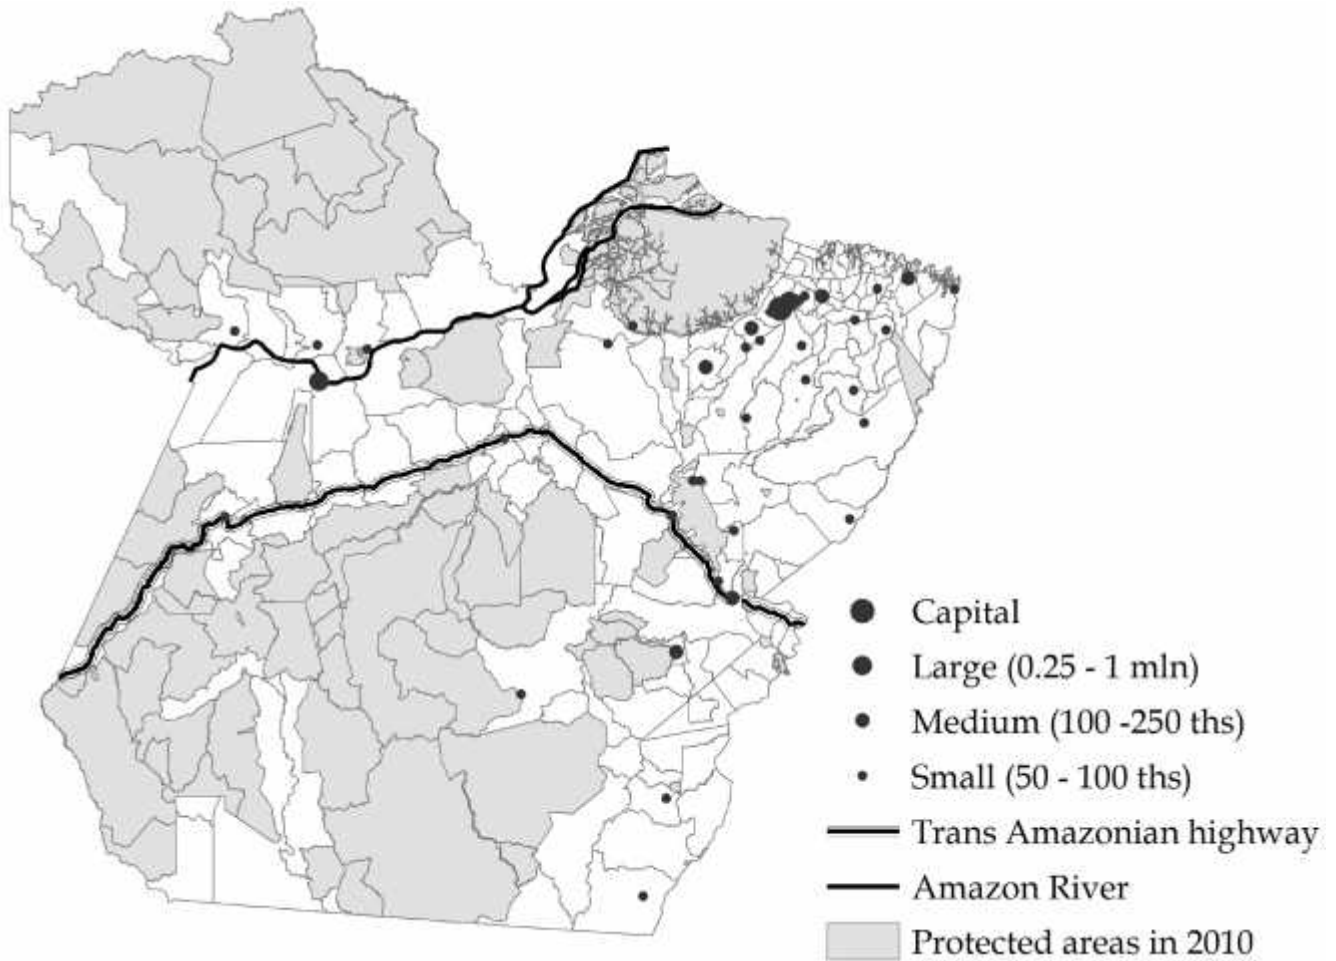 Capital
Large (0.25 - 1 mln)
Medium (100 -250 ths)
Small (50 - 100 ths)
Trans Amazonian highway
Amazon River
Protected areas in 2010